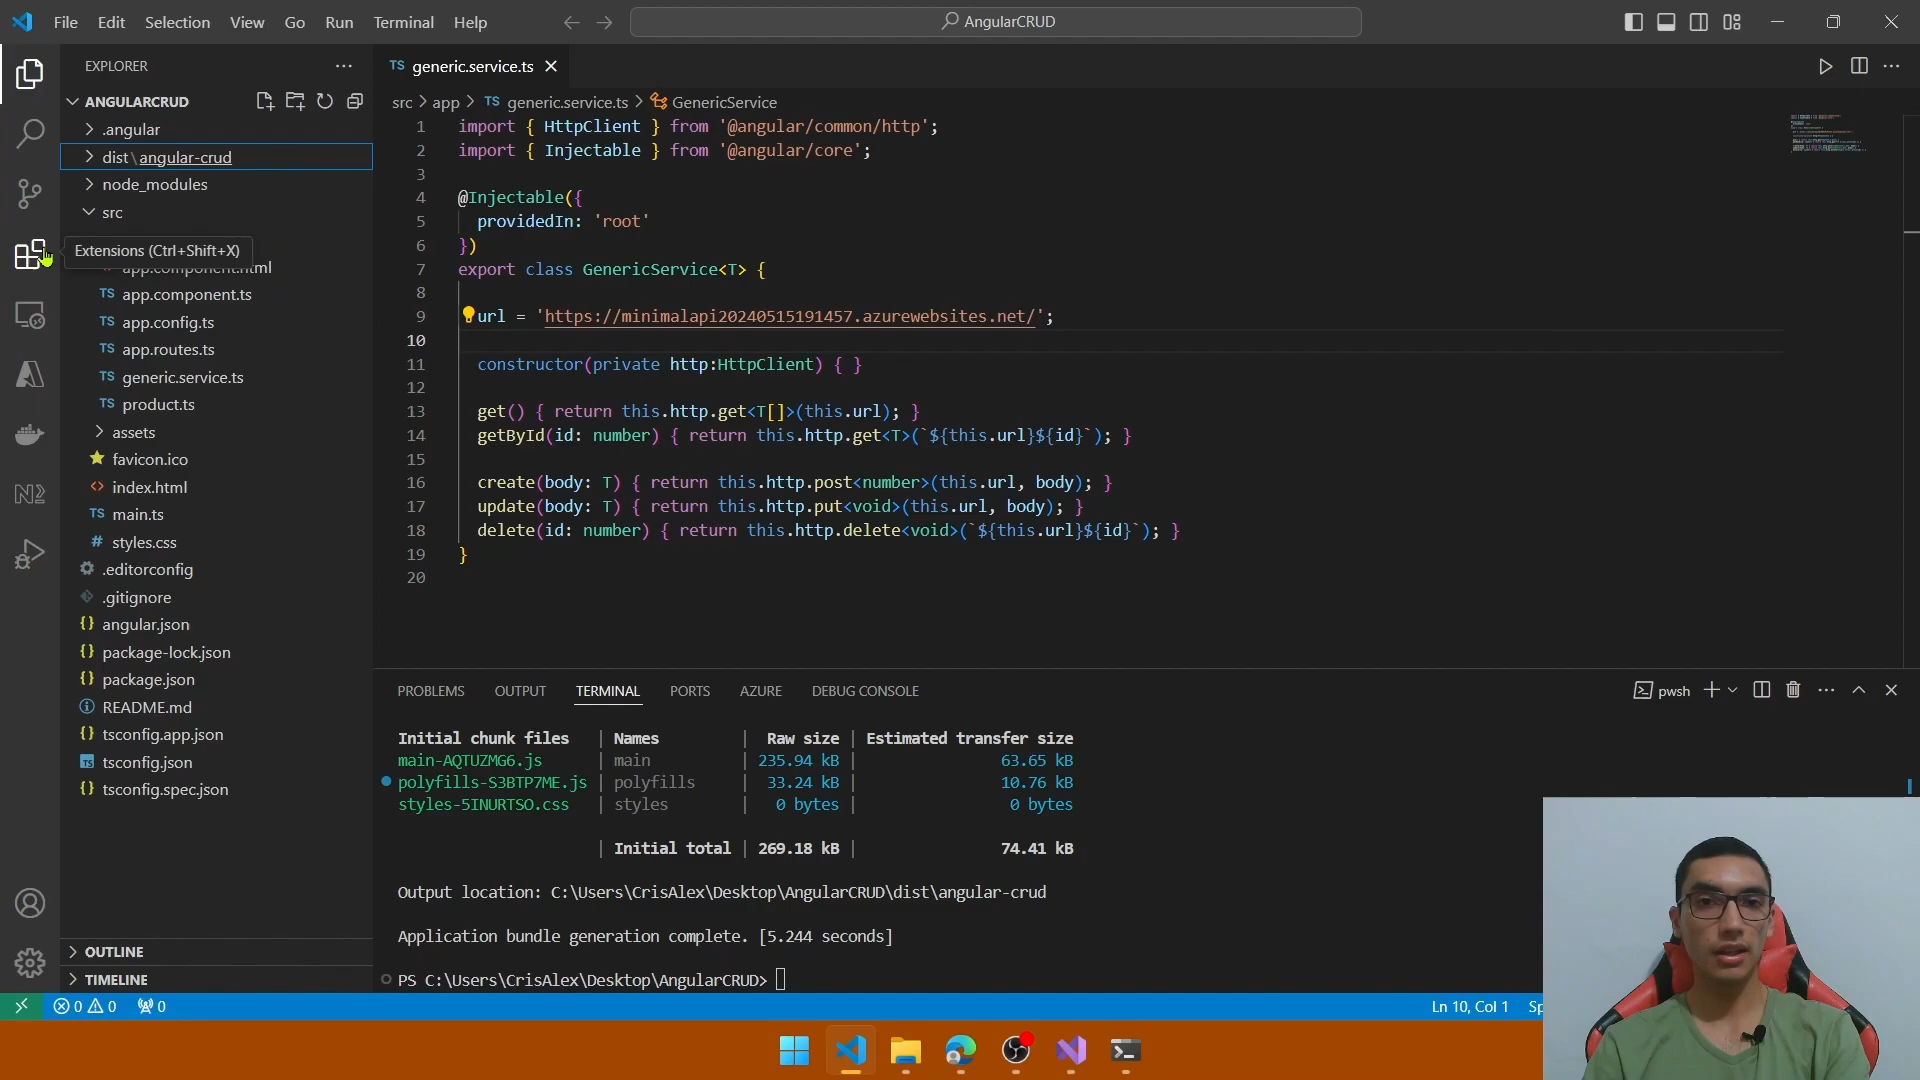 File Edit Selection View Go Run Terminal Help
AngularCRUD
EXPLORER
ANGULARCRUD
.angular
dist\angular-crud
node_modules
src
Extensions (Ctrl+Shift+X)
app.component.html
TS app.component.ts
TS app.config.ts
TS app.routes.ts
TS generic.service.ts
TS product.ts
assets
favicon.ico
index.html
TS main.ts
# styles.css
.editorconfig
.gitignore
{} angular.json
{} package-lock.json
{} package.json
README.md
{} tsconfig.app.json
TS tsconfig.json
{} tsconfig.spec.json
OUTLINE
TIMELINE
TS generic.service.ts
src > app > TS generic.service.ts > GenericService
1 import { HttpClient } from '@angular/common/http';
2 import { Injectable } from '@angular/core';
3
4 @Injectable({
5 providedIn: 'root'
6 })
7 export class GenericService<T> {
8
9 url = 'https://minimalapi20240515191457.azurewebsites.net/';
10
11 constructor(private http:HttpClient) { }
12
13 get() { return this.http.get<T[]>(this.url); }
14 getById(id: number) { return this.http.get<T>(`${this.url}${id}`); }
15
16 create(body: T) { return this.http.post<number>(this.url, body); }
17 update(body: T) { return this.http.put<void>(this.url, body); }
18 delete(id: number) { return this.http.delete<void>(`${this.url}${id}`); }
19 }
20
PROBLEMS OUTPUT TERMINAL PORTS AZURE DEBUG CONSOLE
pwsh
Initial chunk files | Names | Raw size | Estimated transfer size
main-AQTUZMG6.js | main | 235.94 kB | 63.65 kB
polyfills-S3BTP7ME.js | polyfills | 33.24 kB | 10.76 kB
styles-5INURTSO.css | styles | 0 bytes | 0 bytes
| Initial total | 269.18 kB | 74.41 kB
Output location: C:\Users\CrisAlex\Desktop\AngularCRUD\dist\angular-crud
Application bundle generation complete. [5.244 seconds]
PS C:\Users\CrisAlex\Desktop\AngularCRUD>
0 0 0
Ln 10, Col 1 Sp